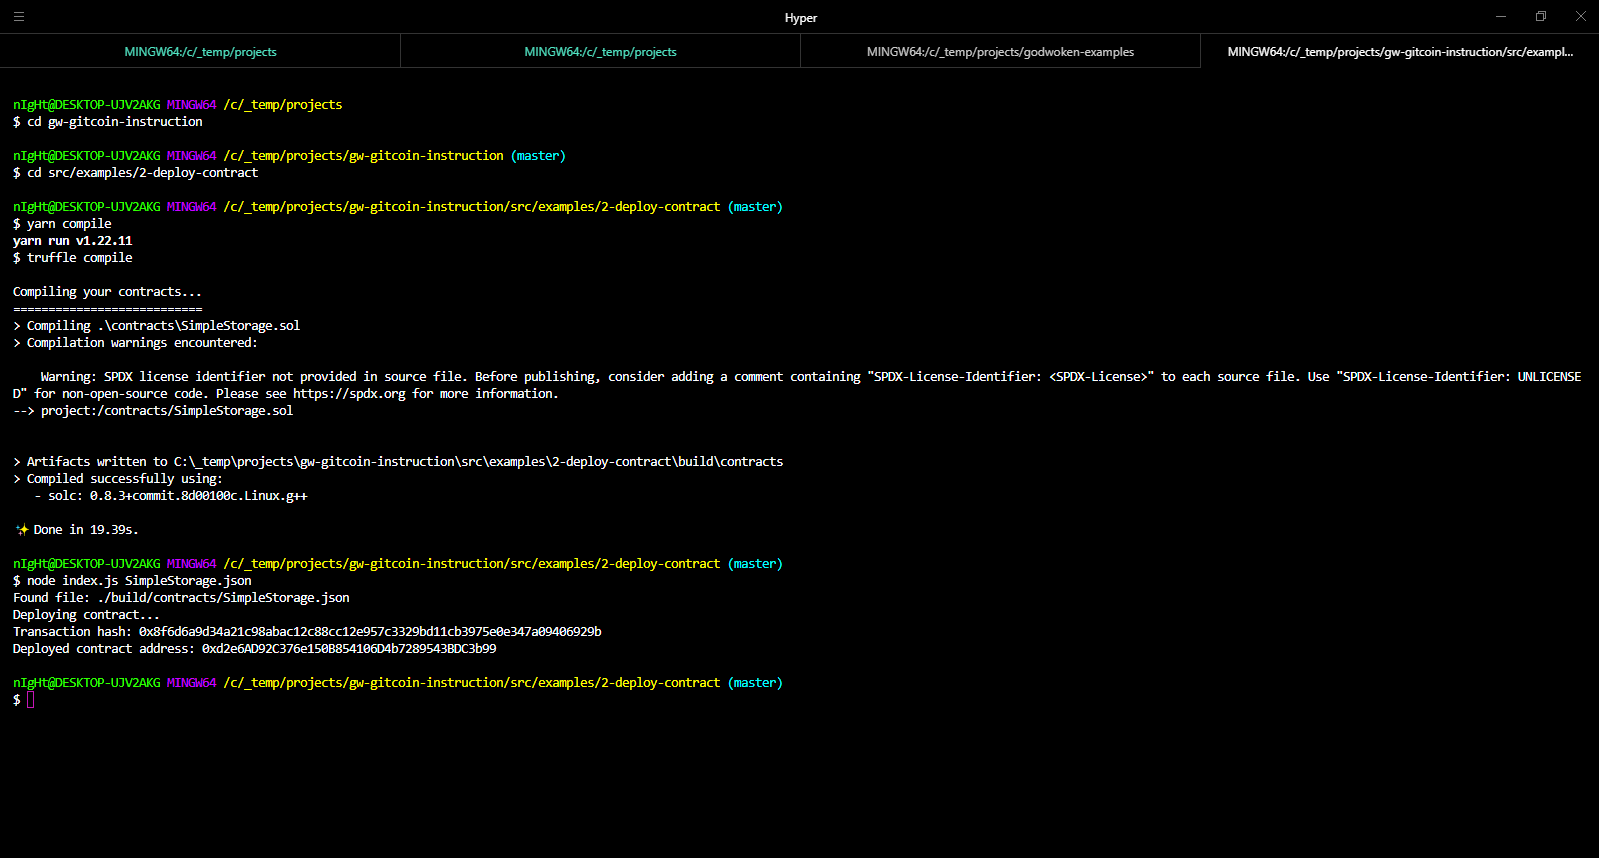 Hyper
MINGW64:/c/_temp/projects
MINGW64:/c/_temp/projects
MINGW64:/c/_temp/projects/godwoken-examples
MINGW64:/c/_temp/projects/gw-gitcoin-instruction/src/exampl...
nIgHt@DESKTOP-UJV2AKG MINGW64 /c/_temp/projects
$ cd gw-gitcoin-instruction
nIgHt@DESKTOP-UJV2AKG MINGW64 /c/_temp/projects/gw-gitcoin-instruction (master)
$ cd src/examples/2-deploy-contract
nIgHt@DESKTOP-UJV2AKG MINGW64 /c/_temp/projects/gw-gitcoin-instruction/src/examples/2-deploy-contract (master)
$ yarn compile
yarn run v1.22.11
$ truffle compile
Compiling your contracts...
===========================
> Compiling .\contracts\SimpleStorage.sol
> Compilation warnings encountered:
Warning: SPDX license identifier not provided in source file. Before publishing, consider adding a comment containing "SPDX-License-Identifier: <SPDX-License>" to each source file. Use "SPDX-License-Identifier: UNLICENSE
D" for non-open-source code. Please see https://spdx.org for more information.
--> project:/contracts/SimpleStorage.sol
> Artifacts written to C:\_temp\projects\gw-gitcoin-instruction\src\examples\2-deploy-contract\build\contracts
> Compiled successfully using:
- solc: 0.8.3+commit.8d00100c.Linux.g++
✨ Done in 19.39s.
nIgHt@DESKTOP-UJV2AKG MINGW64 /c/_temp/projects/gw-gitcoin-instruction/src/examples/2-deploy-contract (master)
$ node index.js SimpleStorage.json
Found file: ./build/contracts/SimpleStorage.json
Deploying contract...
Transaction hash: 0x8f6d6a9d34a21c98abac12c88cc12e957c3329bd11cb3975e0e347a09406929b
Deployed contract address: 0xd2e6AD92C376e150B854106D4b7289543BDC3b99
nIgHt@DESKTOP-UJV2AKG MINGW64 /c/_temp/projects/gw-gitcoin-instruction/src/examples/2-deploy-contract (master)
$